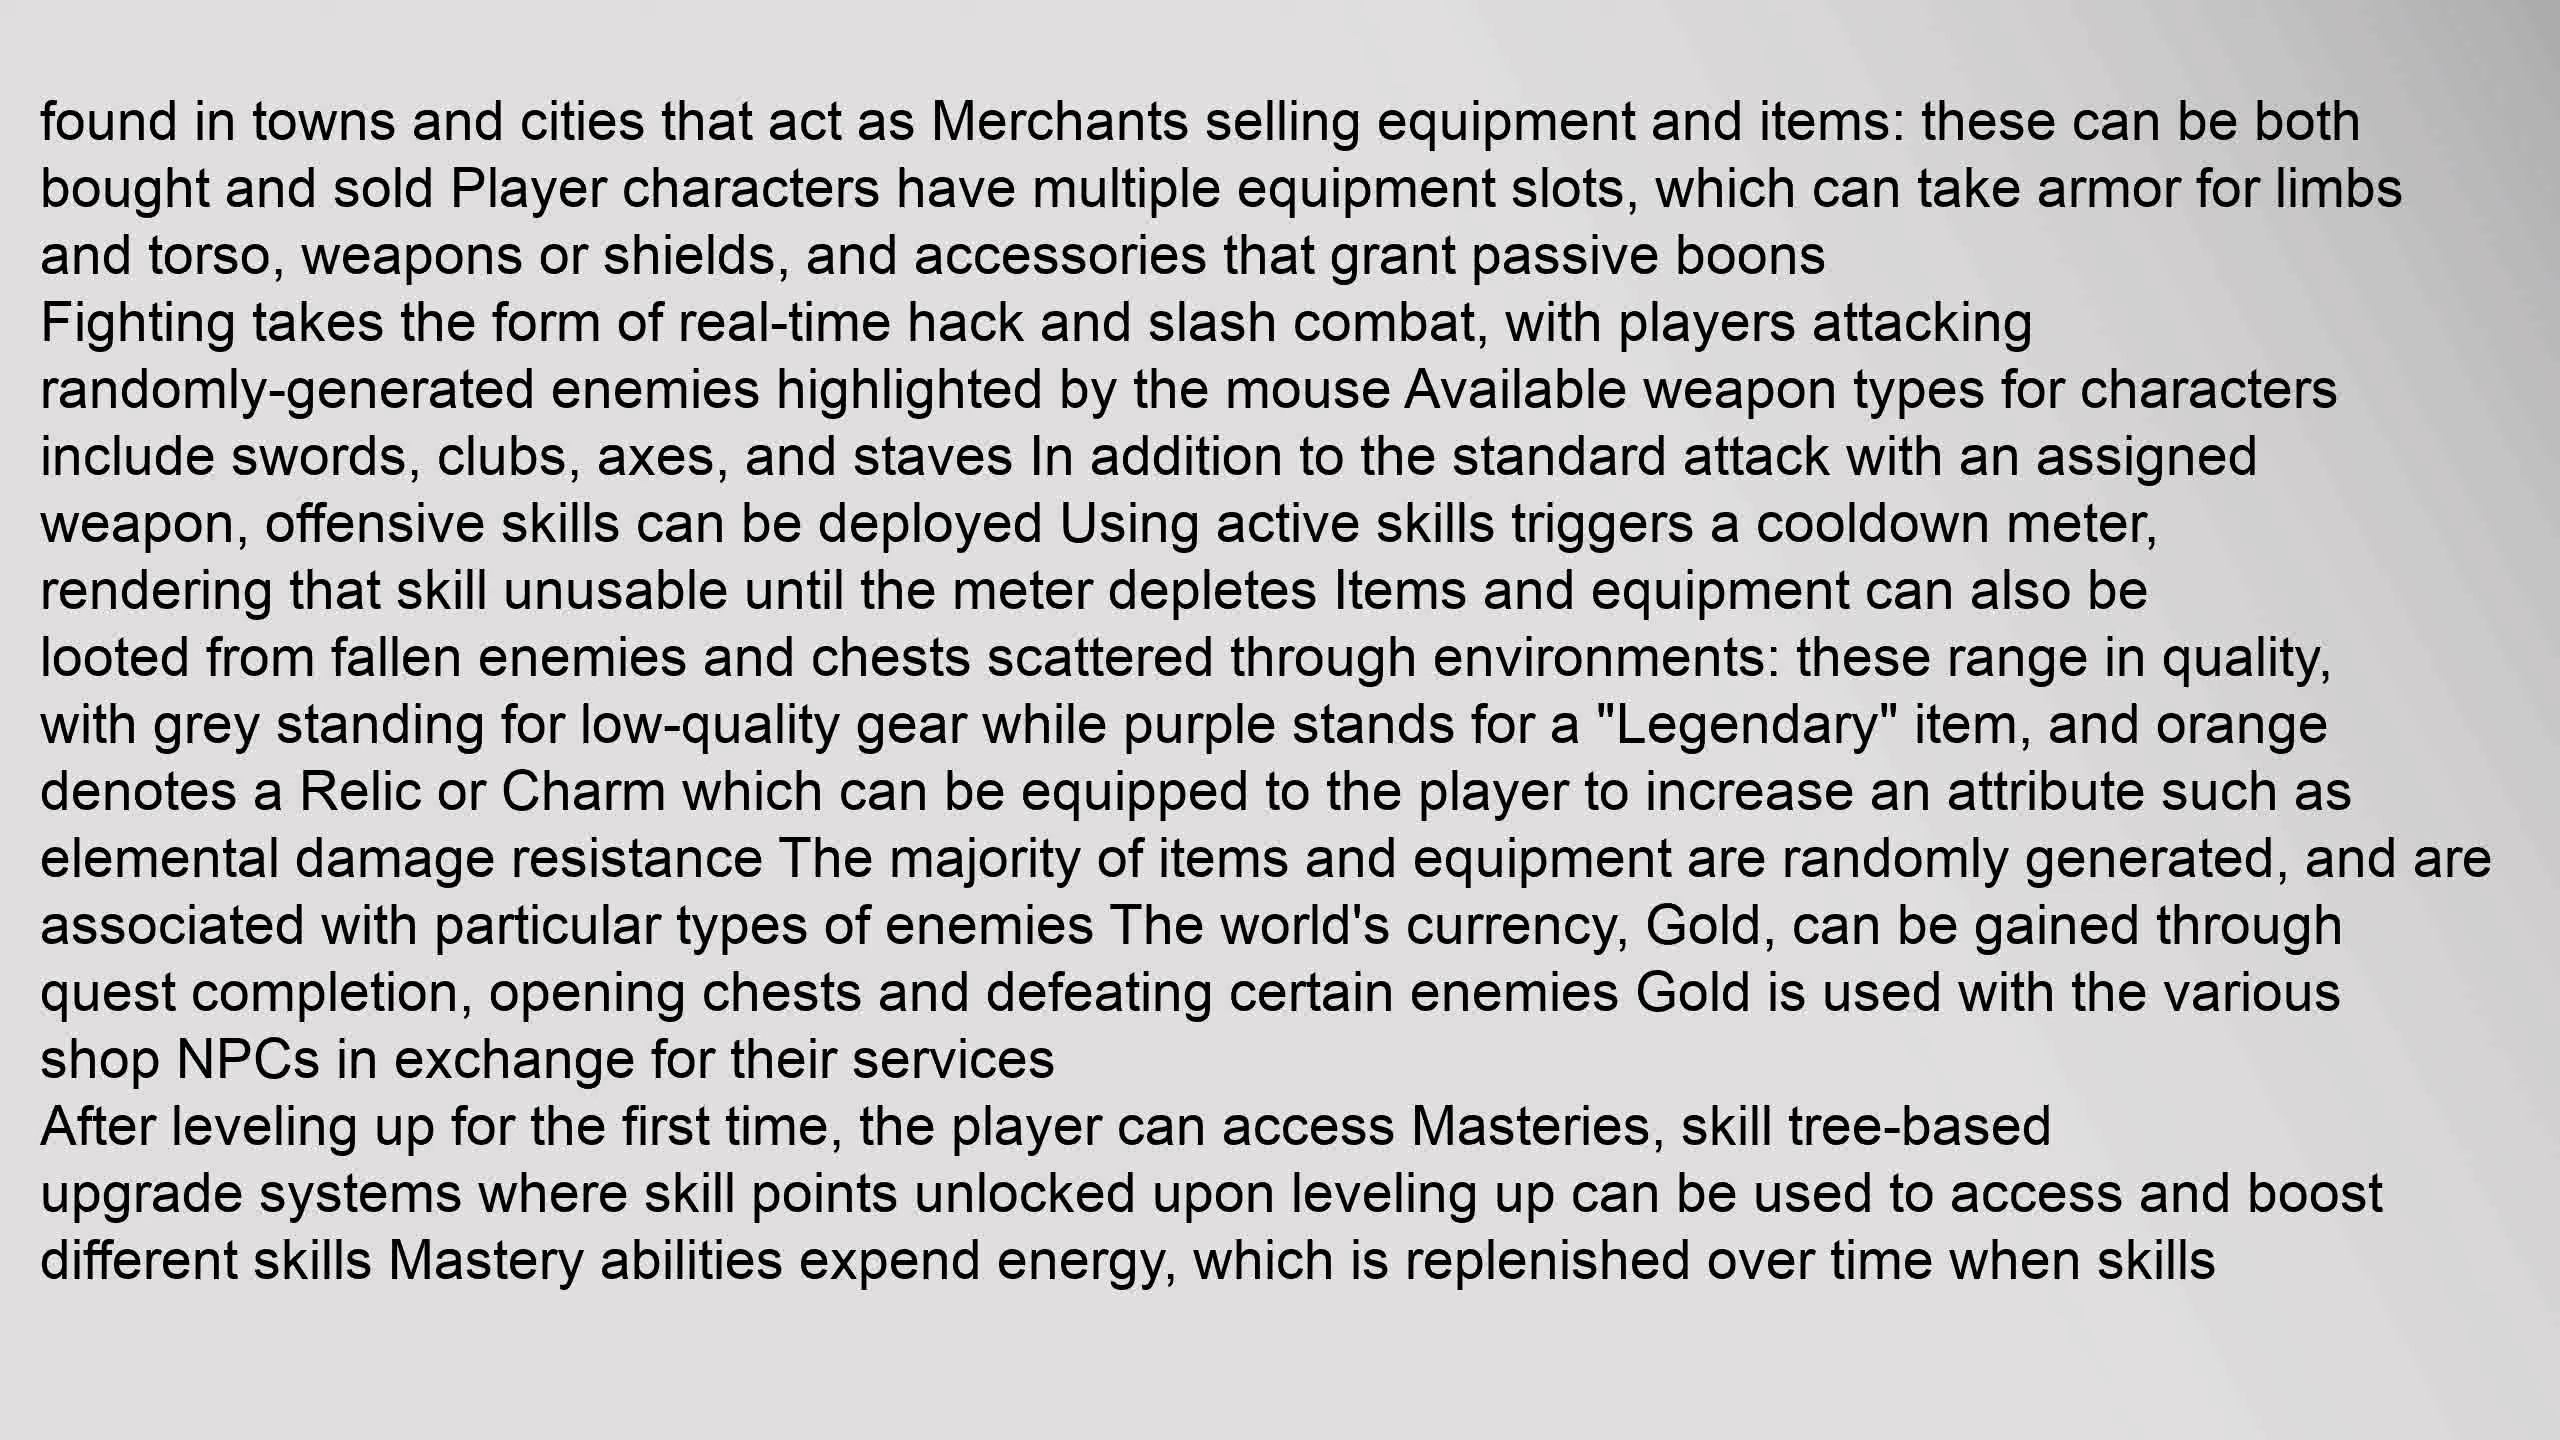 found in towns and cities that act as Merchants selling equipment and items: these can be both
bought and sold Player characters have multiple equipment slots, which can take armor for limbs
and torso, weapons or shields, and accessories that grant passive boons
Fighting takes the form of real-time hack and slash combat, with players attacking
randomly-generated enemies highlighted by the mouse Available weapon types for characters
include swords, clubs, axes, and staves In addition to the standard attack with an assigned
weapon, offensive skills can be deployed Using active skills triggers a cooldown meter,
rendering that skill unusable until the meter depletes Items and equipment can also be
looted from fallen enemies and chests scattered through environments: these range in quality,
with grey standing for low-quality gear while purple stands for a "Legendary" item, and orange
denotes a Relic or Charm which can be equipped to the player to increase an attribute such as
elemental damage resistance The majority of items and equipment are randomly generated, and are
associated with particular types of enemies The world's currency, Gold, can be gained through
quest completion, opening chests and defeating certain enemies Gold is used with the various
shop NPCs in exchange for their services
After leveling up for the first time, the player can access Masteries, skill tree-based
upgrade systems where skill points unlocked upon leveling up can be used to access and boost
different skills Mastery abilities expend energy, which is replenished over time when skills